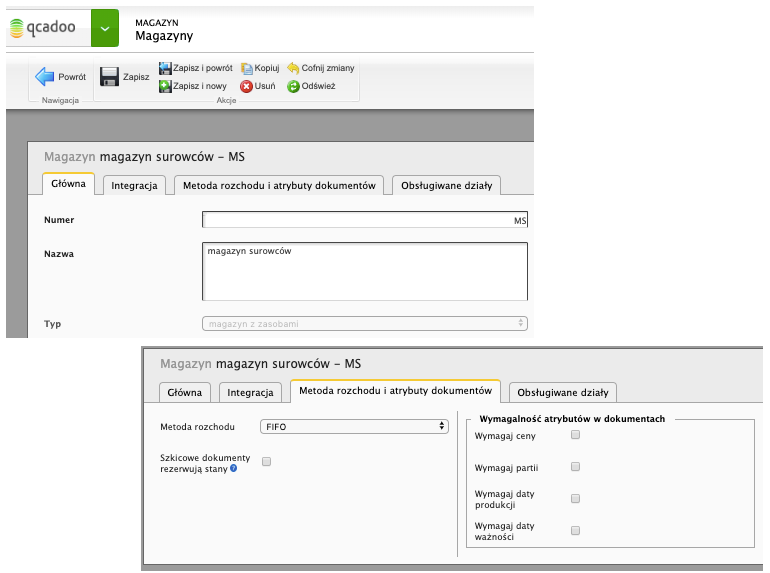 qcadoo
MAGAZYN
Magazyny
Powrót
Nawigacja
Zapisz
Zapisz i powrót
Kopiuj
Cofnij zmiany
Zapisz i nowy
Usuń
Odśwież
Akcje
Magazyn magazyn surowców - MS
Główna
Integracja
Metoda rozchodu i atrybuty dokumentów
Obsługiwane działy
Numer
MS
Nazwa
magazyn surowców
Typ
magazyn z zasobami
Magazyn magazyn surowców - MS
Główna
Integracja
Metoda rozchodu i atrybuty dokumentów
Obsługiwane działy
Metoda rozchodu
FIFO
Szkicowe dokumenty
rezerwują stany ?
Wymagalność atrybutów w dokumentach
Wymagaj ceny
Wymagaj partii
Wymagaj daty
produkcji
Wymagaj daty
ważności